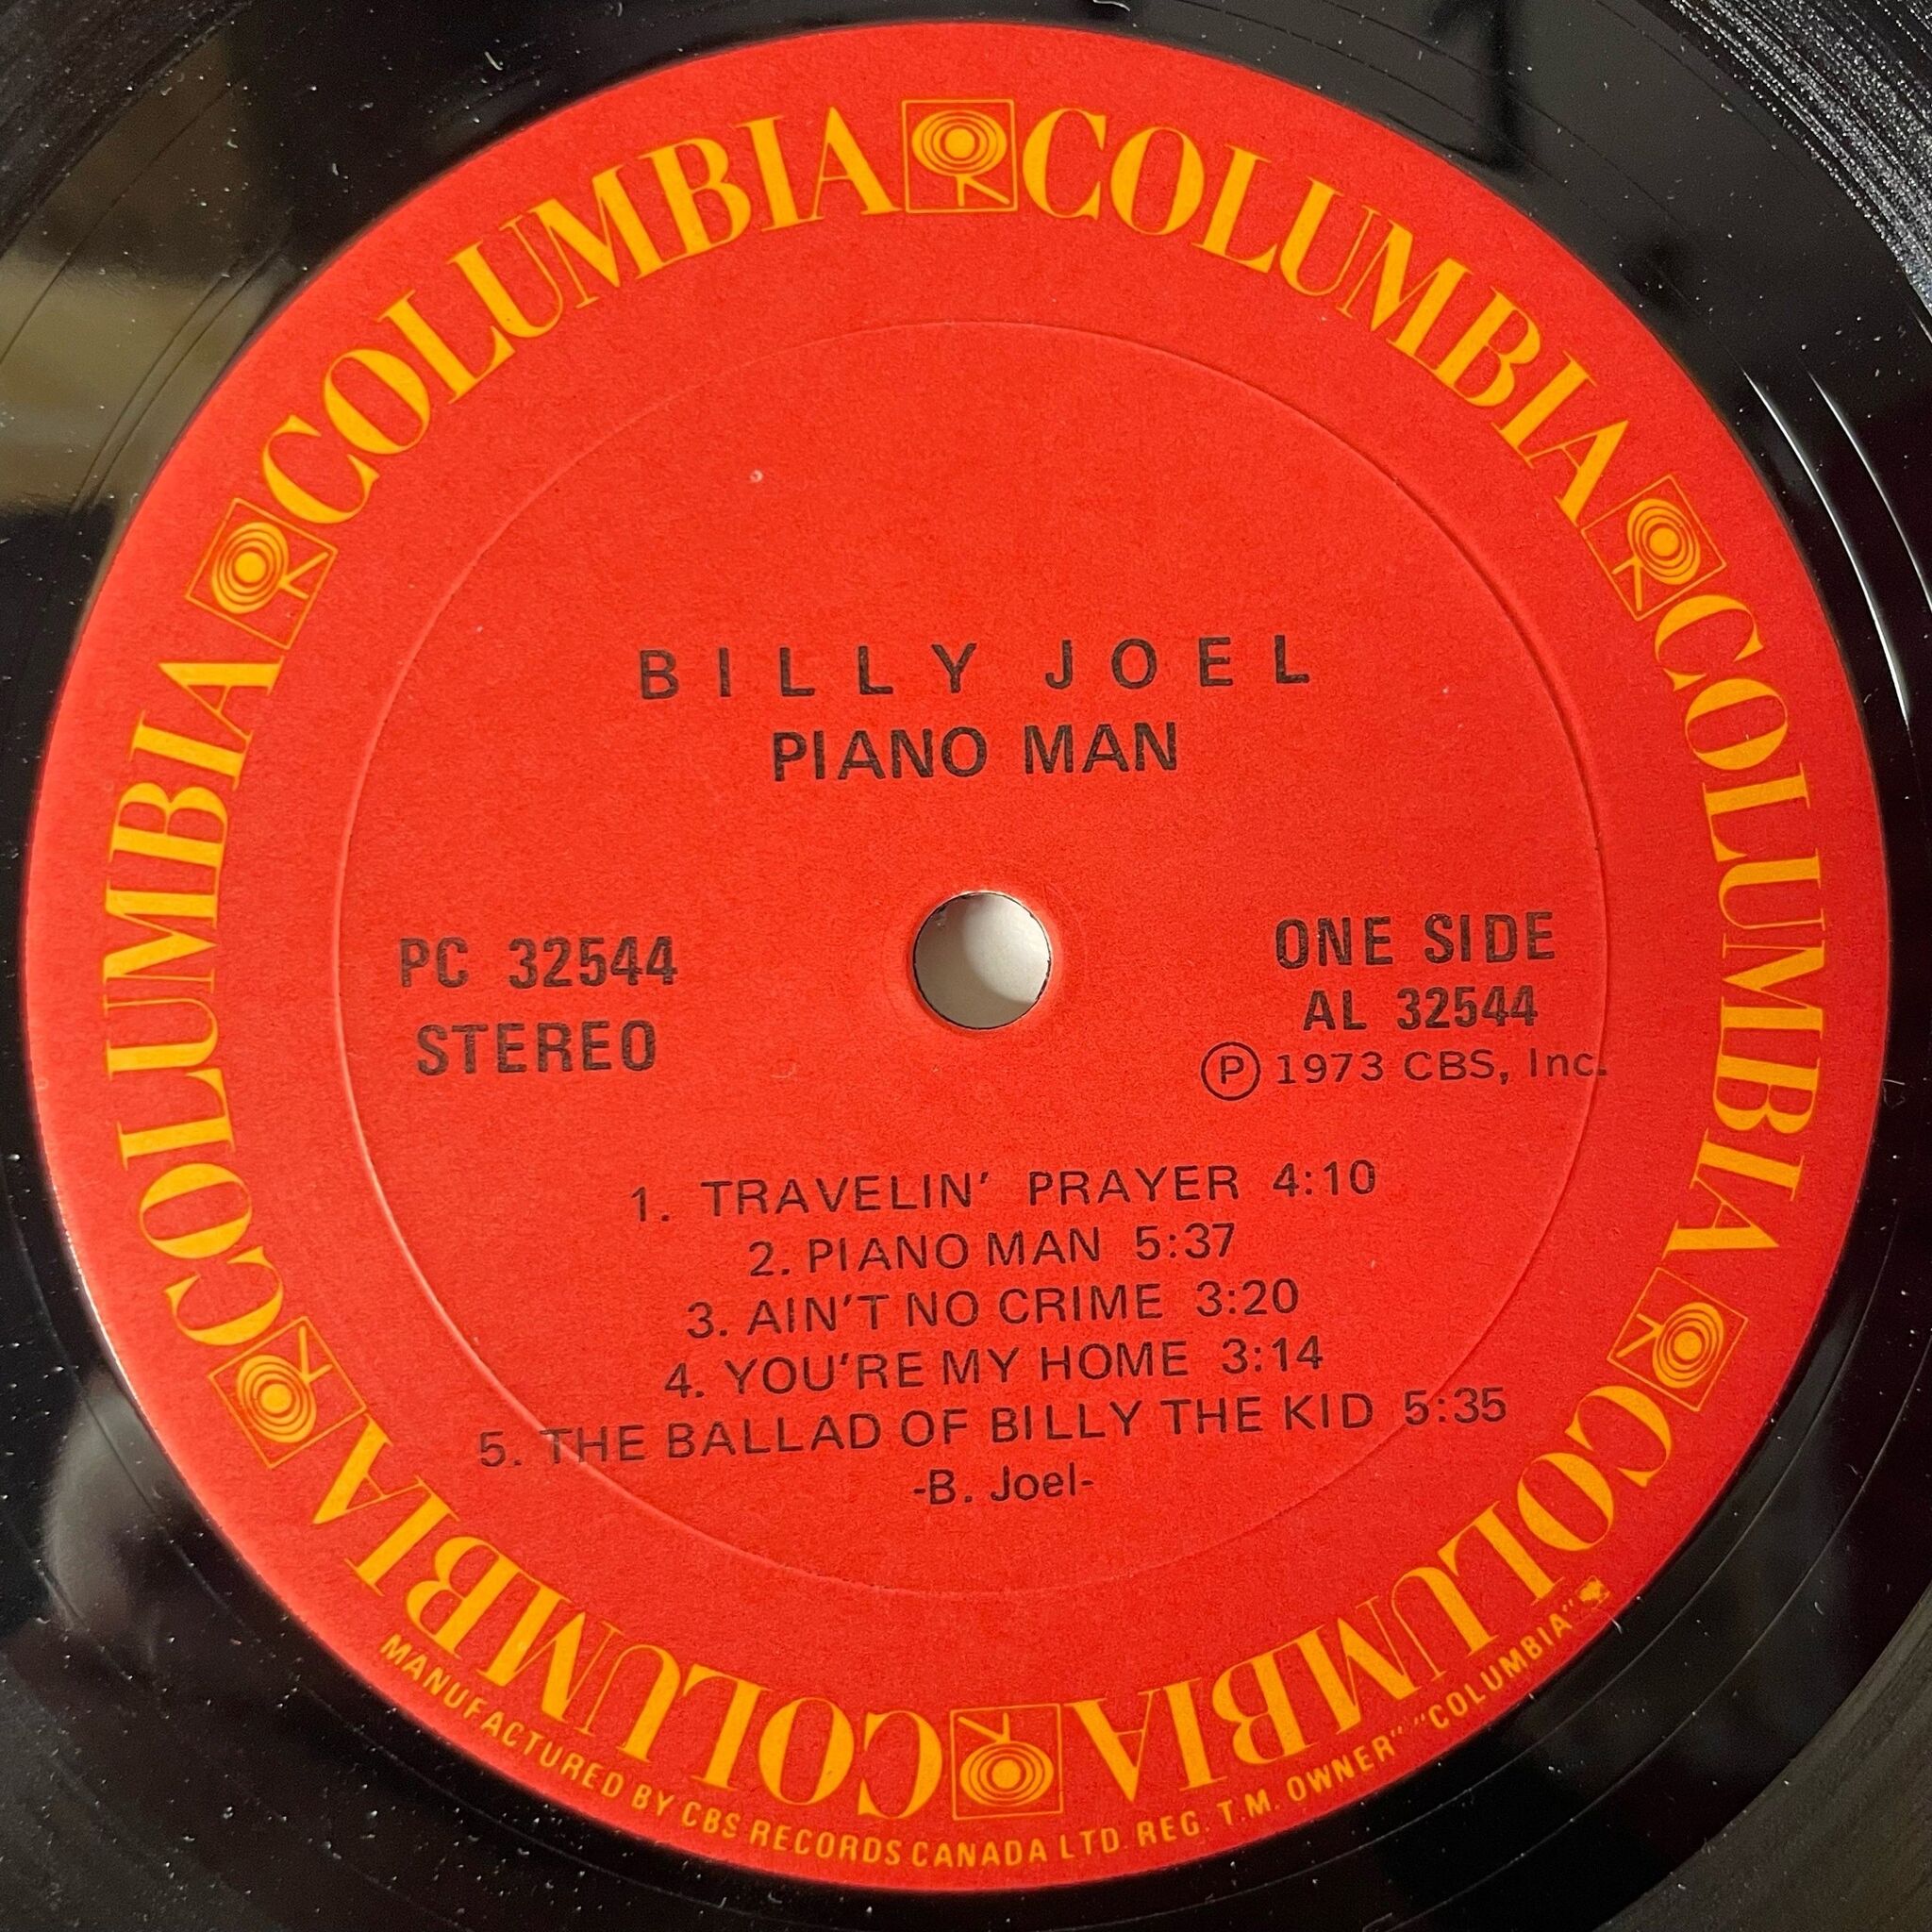 COLUMBIA COLUMBIA COLUMBIA COLUMBIA COLUMBIA COLUMBIA
BILLY JOEL
PIANO MAN
PC 32544
STEREO
ONE SIDE
AL 32544
Ⓟ 1973 CBS, Inc.
1. TRAVELIN' PRAYER 4:10
2. PIANO MAN 5:37
3. AIN'T NO CRIME 3:20
4. YOU'RE MY HOME 3:14
5. THE BALLAD OF BILLY THE KID 5:35
-B. Joel-
MANUFACTURED BY CBS RECORDS CANADA LTD. REG. T.M. OWNER" "COLUMBIA"